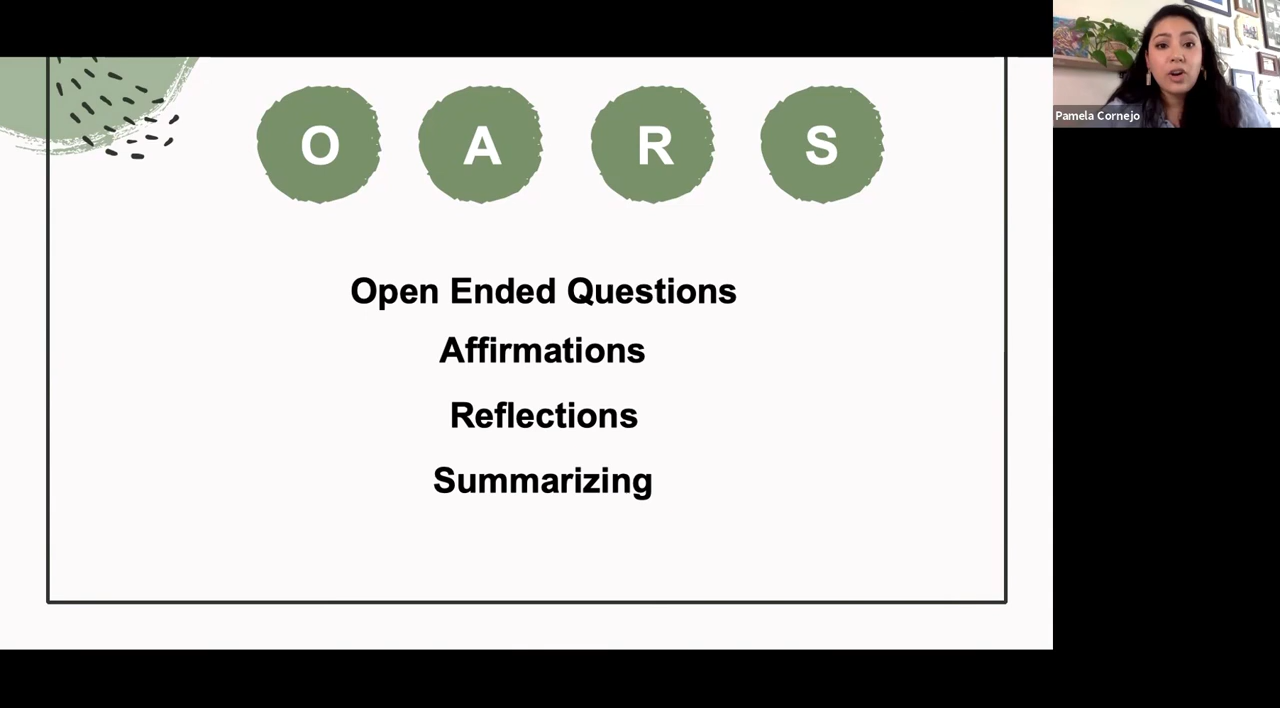 O A R S
Open Ended Questions
Affirmations
Reflections
Summarizing
Pamela Cornejo